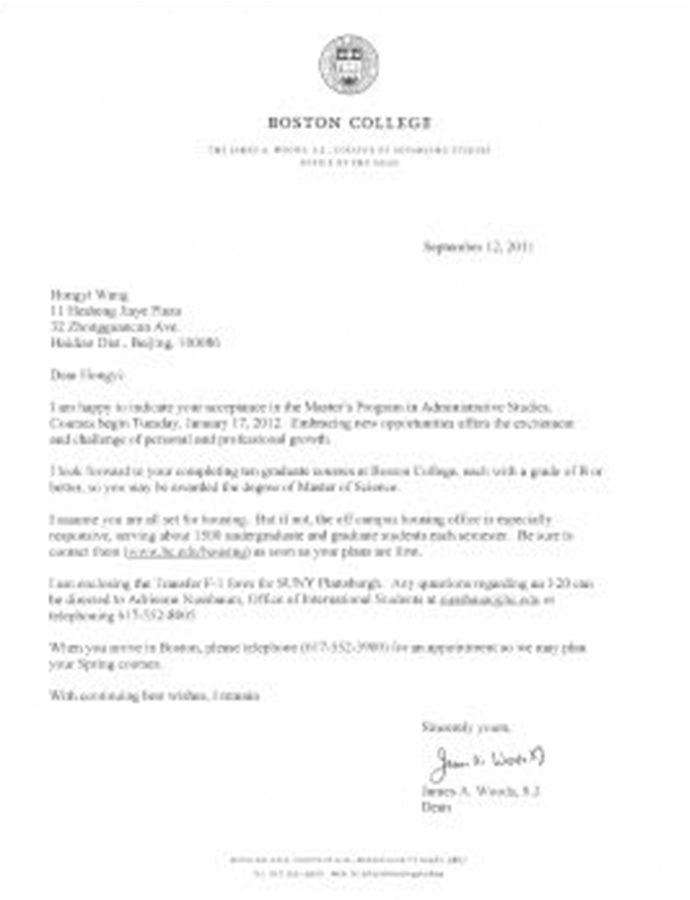 BOSTON COLLEGE
THE JAMES A. WOODS, S.J., COLLEGE OF ADVANCING STUDIES
OFFICE OF THE DEAN
September 12, 2011
Hongyi Wang
11 Hesheng Jiaye Plaza
32 Zhongguancun Ave.
Haidian Dist., Beijing, 100086
Dear Hongyi:
I am happy to indicate your acceptance in the Master's Program in Administrative Studies.
Courses begin Tuesday, January 17, 2012. Embracing new opportunities offers the excitement
and challenge of personal and professional growth.
I look forward to your completing ten graduate courses at Boston College, each with a grade of B or
better, so you may be awarded the degree of Master of Science.
I assume you are all set for housing. But if not, the off campus housing office is especially
responsive, serving about 1500 undergraduate and graduate students each semester. Be sure to
contact them (www.bc.edu/housing) as soon as your plans are firm.
I am enclosing the Transfer F-1 form for SUNY Plattsburgh. Any questions regarding an I-20 can
be directed to Adrienne Nussbaum, Office of International Students at or
telephoning 617-552-8005
When you arrive in Boston, please telephone (617-552-3900) for an appointment so we may plan
your Spring courses.
With continuing best wishes, I remain
Sincerely yours,
James A. Woods, S.J.
Dean